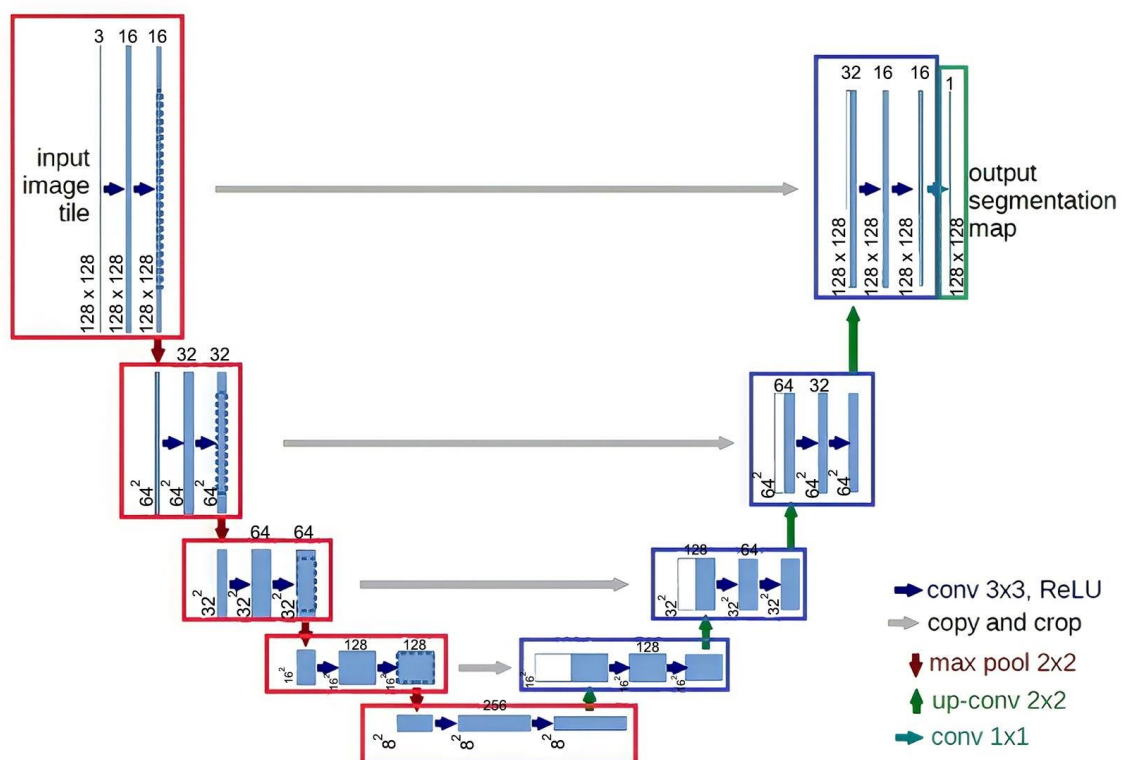 3 16 16
input
image
tile
128 x 128
128 x 128
128 x 128
32 16 16 1
output
segmentation
map
128 x 128
128 x 128
128 x 128
128 x 128
32 32
64²
64²
64²
64 32
64²
64²
64²
64 64
32²
32²
32²
128 64
32²
32²
32²
128 128
16²
16²
16²
128
16²
16²
16²
256
8²
8²
8²
conv 3x3, ReLU
copy and crop
max pool 2x2
up-conv 2x2
conv 1x1